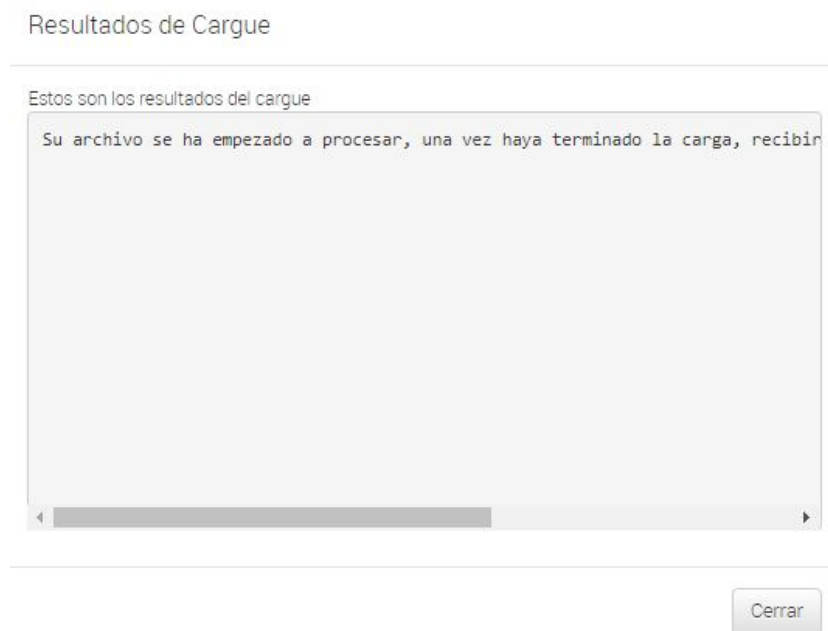 Resultados de Cargue
Estos son los resultados del cargue
Su archivo se ha empezado a procesar, una vez haya terminado la carga, recibir
Cerrar